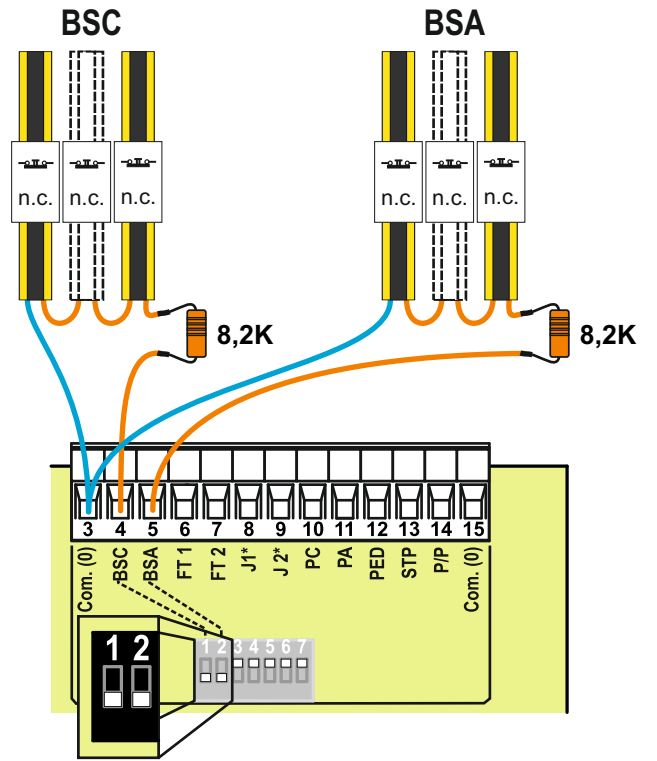 BSC BSA
n.c. n.c. n.c. n.c. n.c. n.c.
8,2K 8,2K
3 4 5 6 7 8 9 10 11 12 13 14 15
Com. (0) BSC BSA FT 1 FT 2 J1* J 2* PC PA PED STP P/P Com. (0)
1 2 3 4 5 6 7
1 2